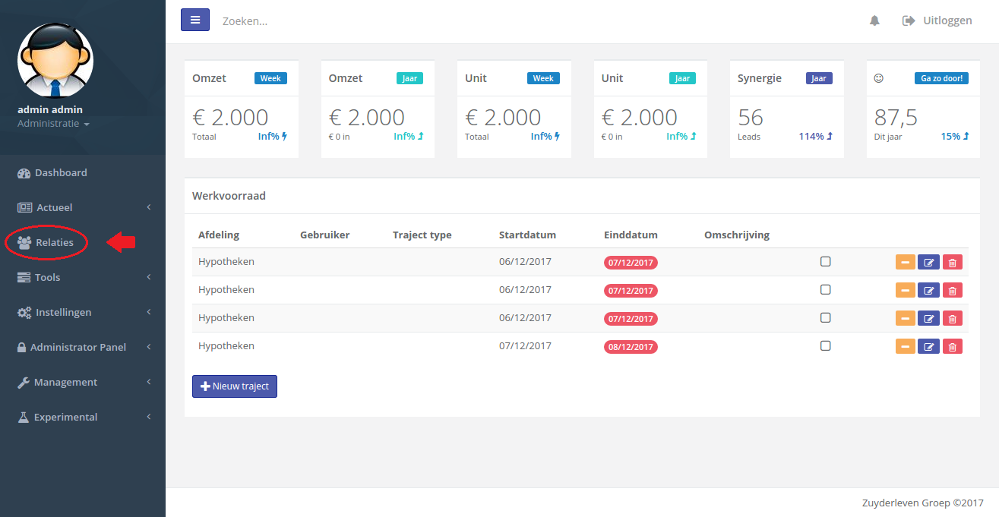 Zoeken...
Uitloggen
admin admin
Administratie
Dashboard
Actueel
Relaties
Tools
Instellingen
Administrator Panel
Management
Experimental
Omzet Week
€ 2.000
Totaal Inf%
Omzet Jaar
€ 2.000
€ 0 in Inf%
Unit Week
€ 2.000
Totaal Inf%
Unit Jaar
€ 2.000
€ 0 in Inf%
Synergie Jaar
56
Leads 114%
Ga zo door!
87,5
Dit jaar 15%
Werkvoorraad
Afdeling Gebruiker Traject type Startdatum Einddatum Omschrijving
Hypotheken 06/12/2017 07/12/2017
Hypotheken 06/12/2017 07/12/2017
Hypotheken 06/12/2017 07/12/2017
Hypotheken 07/12/2017 08/12/2017
Nieuw traject
Zuyderleven Groep ©2017